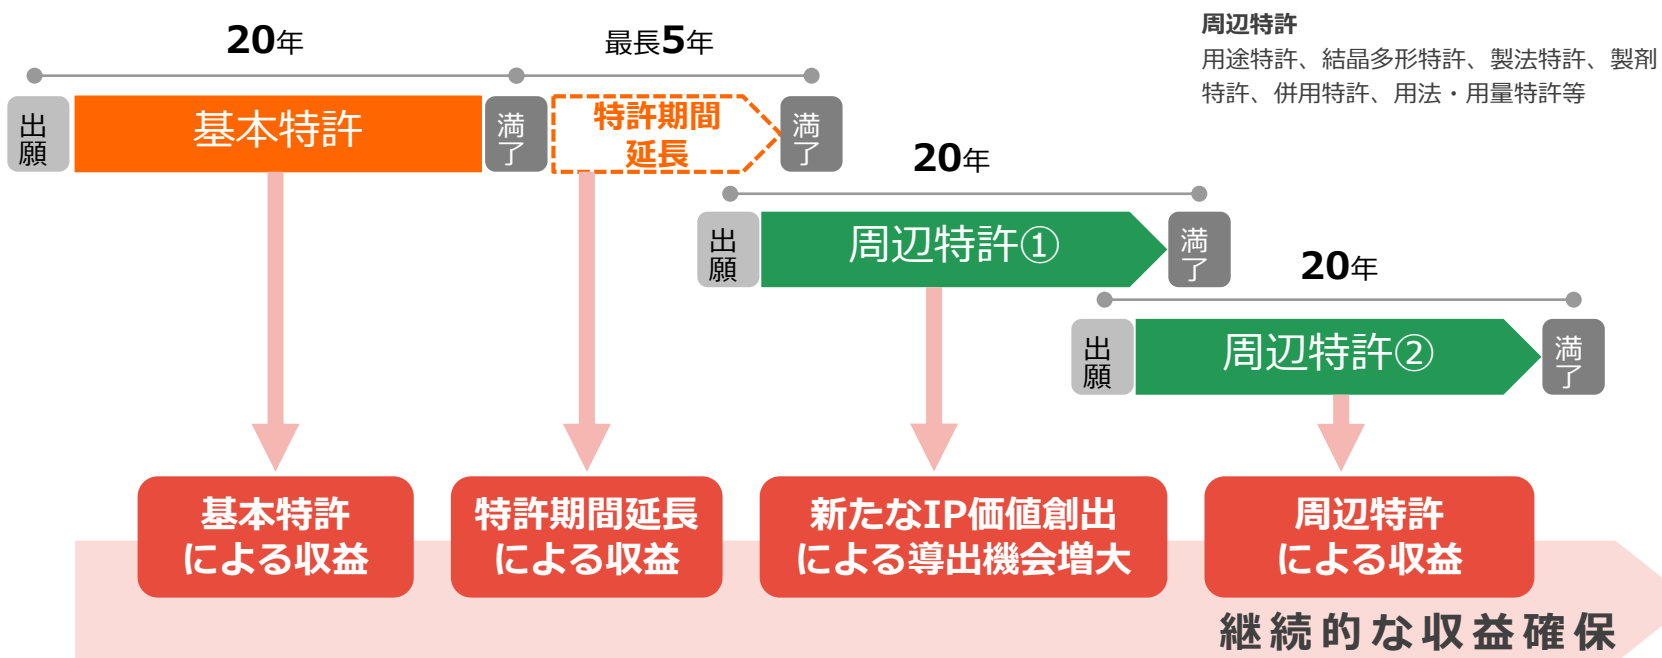 20年
最長5年
出願
基本特許
満了
特許期間
延長
満了
周辺特許
用途特許、結晶多形特許、製法特許、製剤
特許、併用特許、用法・用量特許等
20年
出願
周辺特許①
満了
20年
出願
周辺特許②
満了
基本特許
による収益
特許期間延長
による収益
新たなIP価値創出
による導出機会増大
周辺特許
による収益
継続的な収益確保